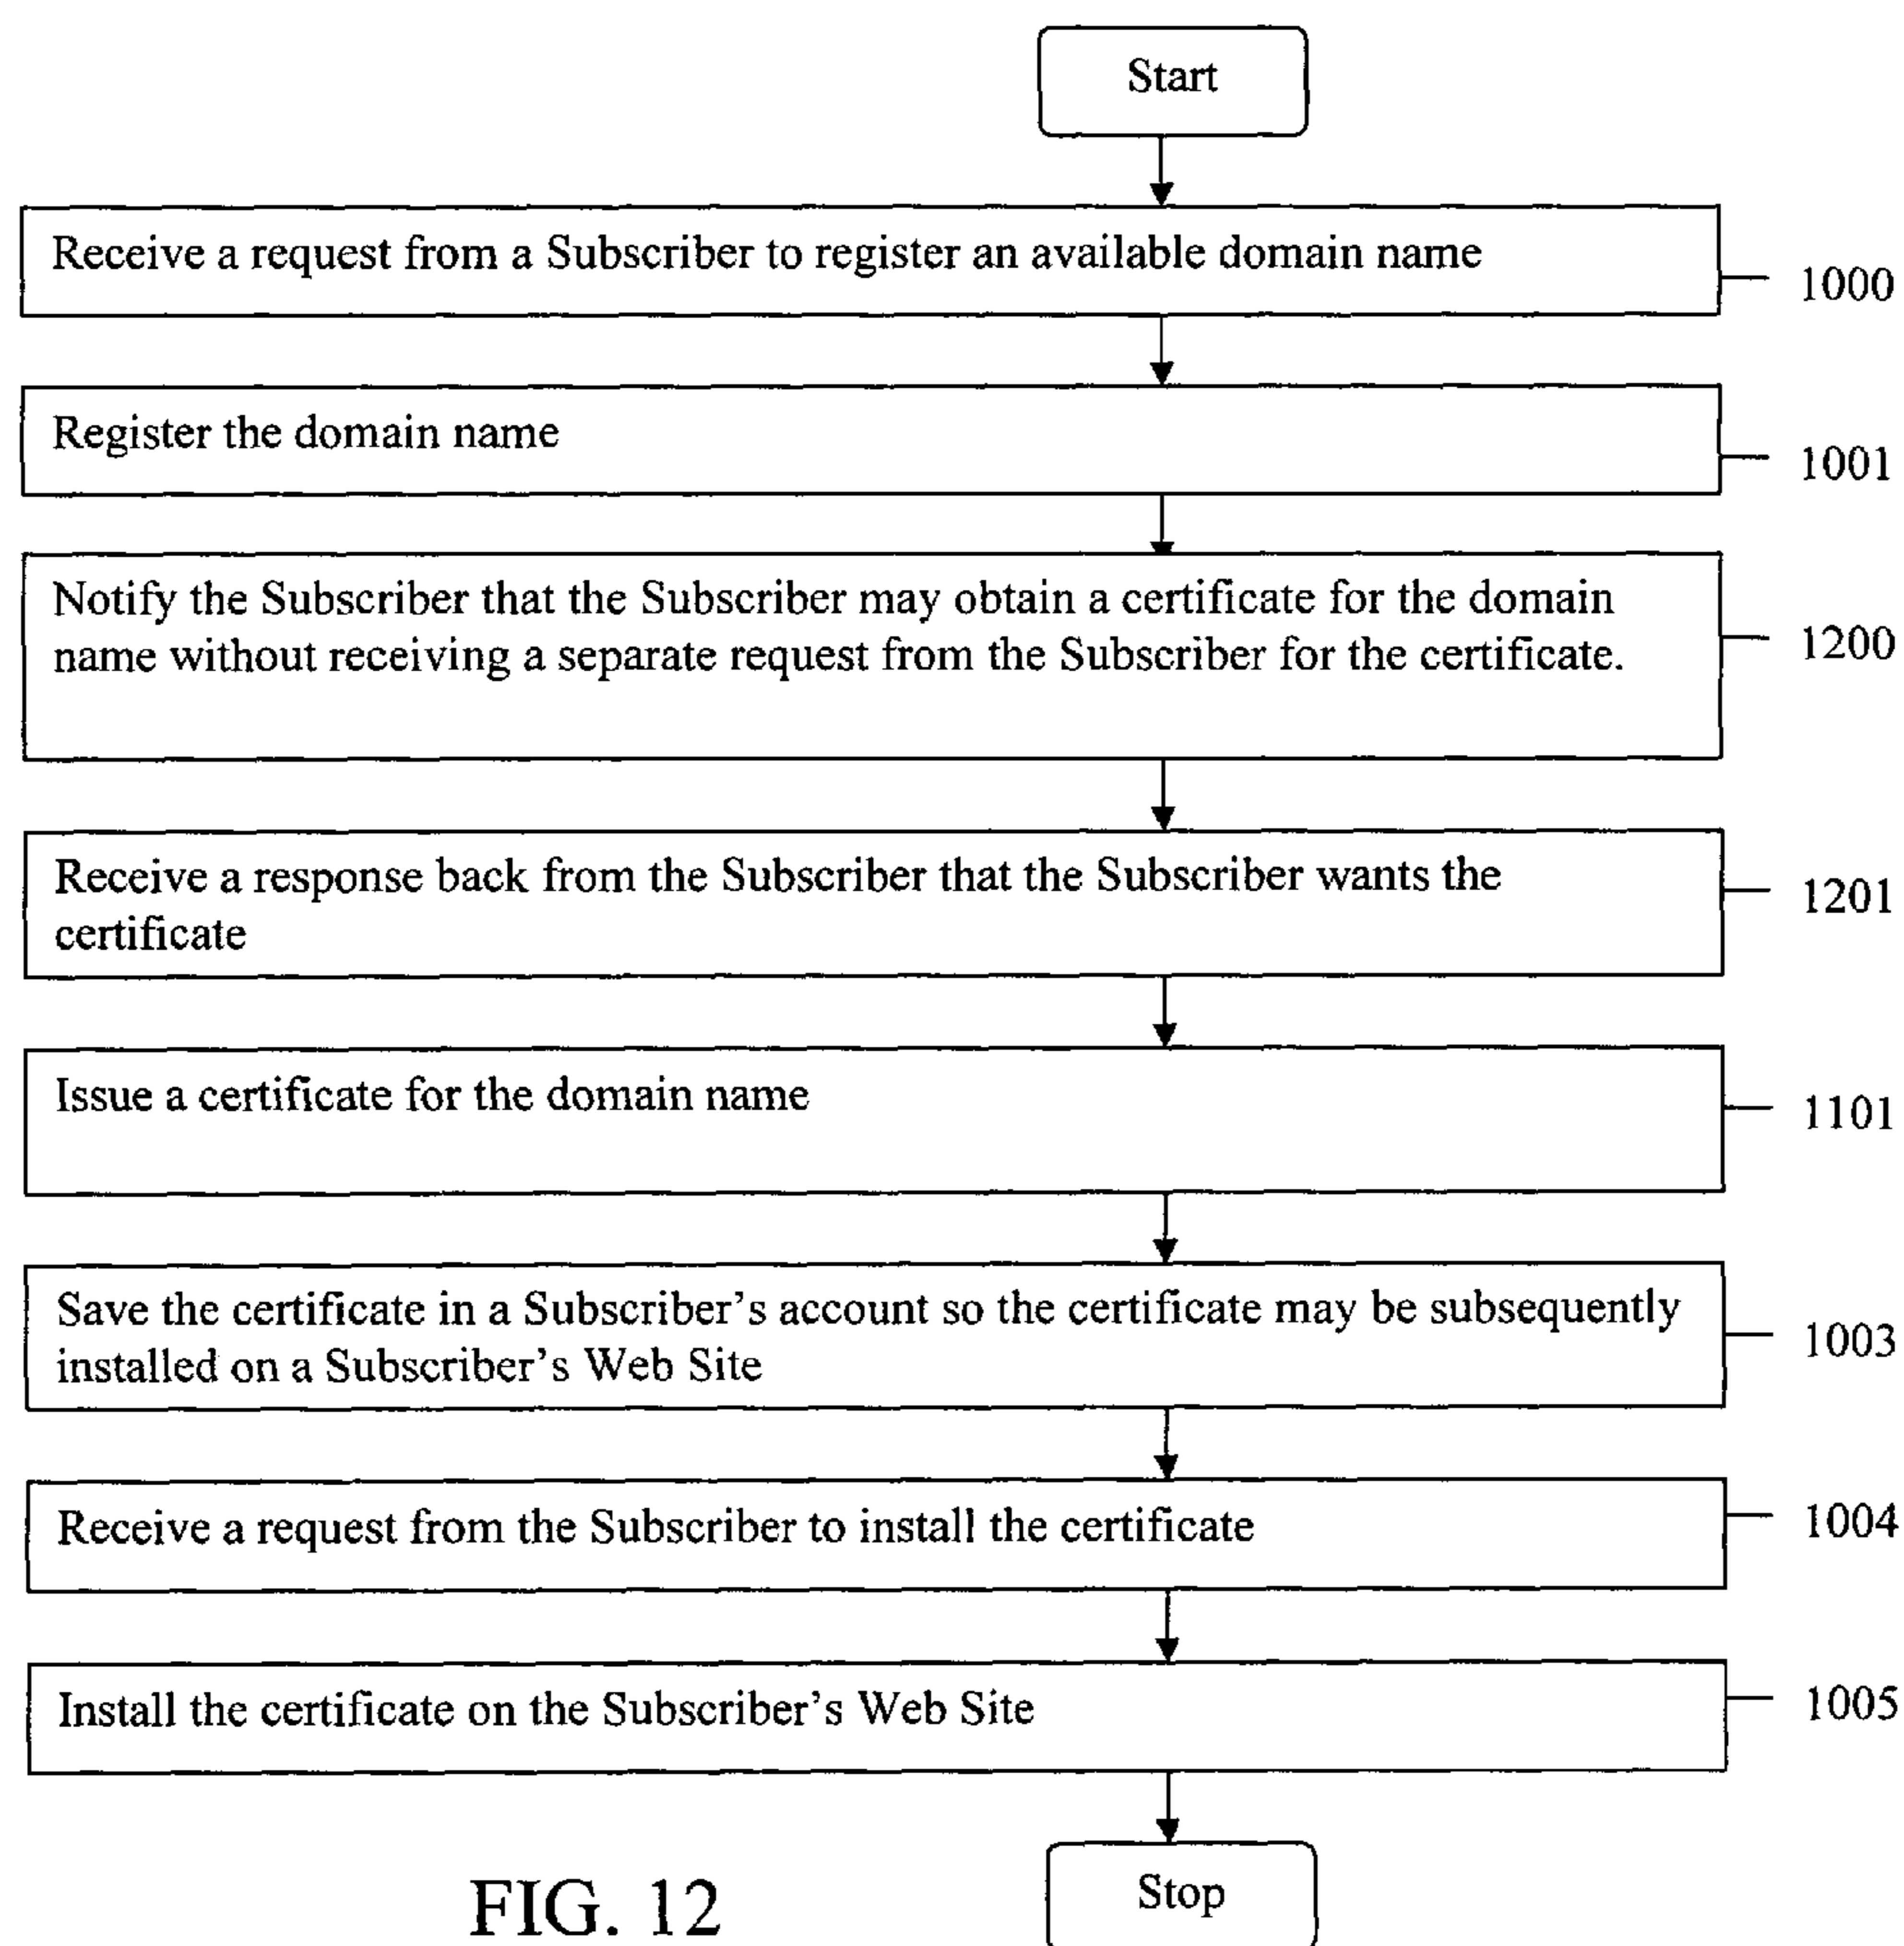 Start
Receive a request from a Subscriber to register an available domain name
1000
Register the domain name
1001
Notify the Subscriber that the Subscriber may obtain a certificate for the domain
name without receiving a separate request from the Subscriber for the certificate.
1200
Receive a response back from the Subscriber that the Subscriber wants the
certificate
1201
Issue a certificate for the domain name
1101
Save the certificate in a Subscriber's account so the certificate may be subsequently
installed on a Subscriber's Web Site
1003
Receive a request from the Subscriber to install the certificate
1004
Install the certificate on the Subscriber's Web Site
1005
Stop
FIG. 12